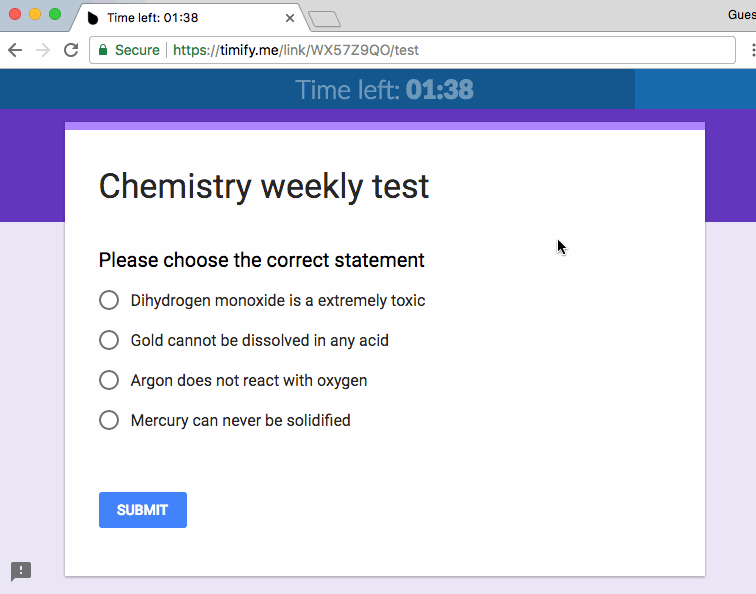 Time left: 01:38
Gues
Secure https://timify.me/link/WX57Z9QO/test
Time left: 01:38
Chemistry weekly test
Please choose the correct statement
Dihydrogen monoxide is a extremely toxic
Gold cannot be dissolved in any acid
Argon does not react with oxygen
Mercury can never be solidified
SUBMIT